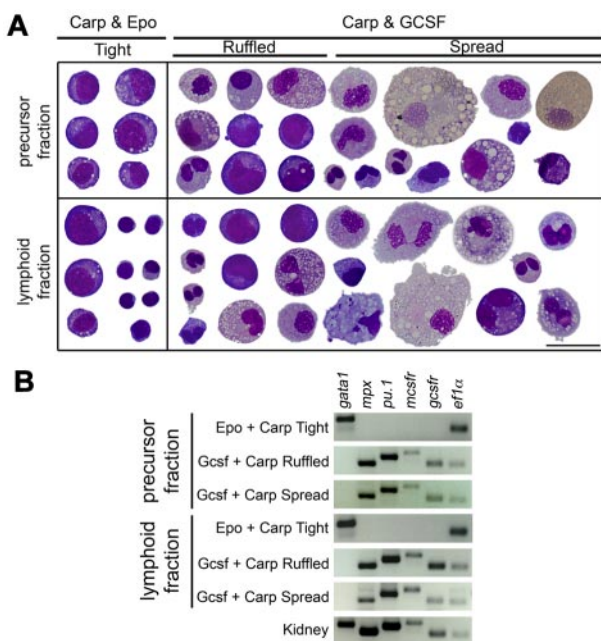 A
Carp & Epo
Carp & GCSF
Tight
Ruffled
Spread
precursor
fraction
lymphoid
fraction
B
gata1
mpx
pu.1
mcsfr
gcsfr
ef1α
precursor
fraction
Epo + Carp Tight
Gcsf + Carp Ruffled
Gcsf + Carp Spread
lymphoid
fraction
Epo + Carp Tight
Gcsf + Carp Ruffled
Gcsf + Carp Spread
Kidney